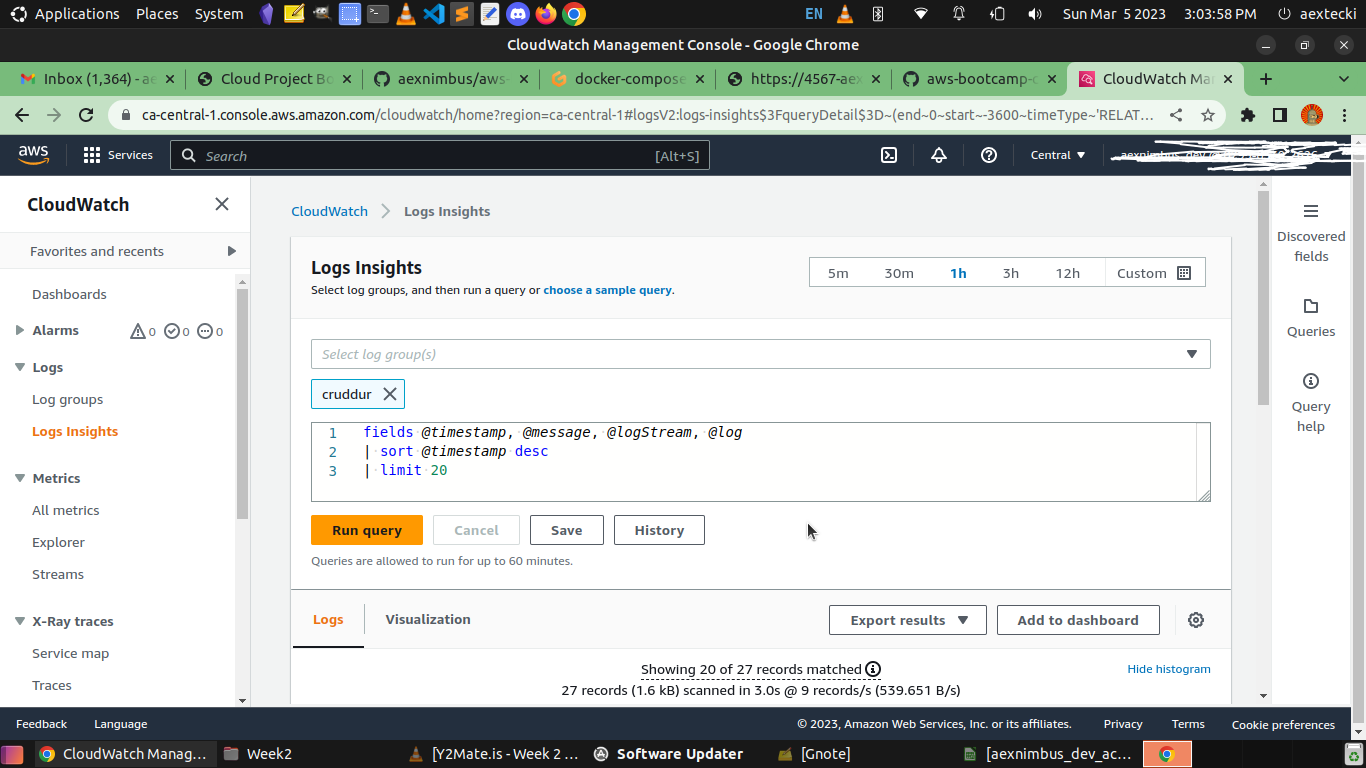 Applications Places System EN Sun Mar 5 2023 3:03:58 PM aextecki
CloudWatch Management Console - Google Chrome
Inbox (1,364) - ae Cloud Project Bo aexnimbus/aws- docker-compose https://4567-aex aws-bootcamp-c CloudWatch Ma
ca-central-1.console.aws.amazon.com/cloudwatch/home?region=ca-central-1#logsV2:logs-insights$3FqueryDetail$3D~(end~0~start~-3600~timeType~'RELAT...
aws Services Search [Alt+S] Central
CloudWatch
Favorites and recents
Dashboards
Alarms 0 0 0
Logs
Log groups
Logs Insights
Metrics
All metrics
Explorer
Streams
X-Ray traces
Service map
Traces
CloudWatch Logs Insights
Logs Insights
Select log groups, and then run a query or choose a sample query.
5m 30m 1h 3h 12h Custom
Select log group(s)
cruddur
1 fields @timestamp, @message, @logStream, @log
2 | sort @timestamp desc
3 | limit 20
Run query Cancel Save History
Queries are allowed to run for up to 60 minutes.
Logs Visualization Export results Add to dashboard
Showing 20 of 27 records matched
Hide histogram
27 records (1.6 kB) scanned in 3.0s @ 9 records/s (539.651 B/s)
Discovered
fields
Queries
Query
help
Feedback Language © 2023, Amazon Web Services, Inc. or its affiliates. Privacy Terms Cookie preferences
CloudWatch Manag... Week2 [Y2Mate.is - Week 2 ... Software Updater [Gnote] [aexnimbus_dev_ac...